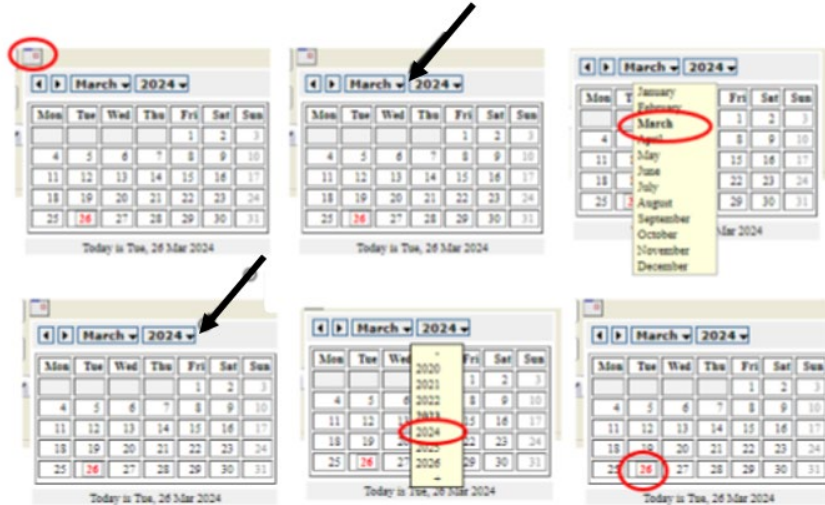 March 2024
Mon Tue Wed Thu Fri Sat Sun
1 2 3
4 5 6 7 8 9 10
11 12 13 14 15 16 17
18 19 20 21 22 23 24
25 26 27 28 29 30 31
Today is Tue, 26 Mar 2024
March 2024
Mon Tue Wed Thu Fri Sat Sun
1 2 3
4 5 6 7 8 9 10
11 12 13 14 15 16 17
18 19 20 21 22 23 24
25 26 27 28 29 30 31
Today is Tue, 26 Mar 2024
March 2024
January
Mon Fri Sat Sun
February
March 1 2 3
4 April 8 9 10
11 May 15 16 17
June
18 July 22 23 24
25 August 29 30 31
September
October Mar 2024
November
December
March 2024
Mon Tue Wed Thu Fri Sat Sun
1 2 3
4 5 6 7 8 9 10
11 12 13 14 15 16 17
18 19 20 21 22 23 24
25 26 27 28 29 30 31
Today is Tue, 26 Mar 2024
March 2024
Mon Tue Wed Fri Sat Sun
2020
2021 1 2 3
4 5 6 2022 8 9 10
2023
11 12 13 2024 15 16 17
18 19 20 2025 22 23 24
25 26 27 2026 29 30 31
Today is Tue, 26 Mar 2024
March 2024
Mon Tue Wed Thu Fri Sat Sun
1 2 3
4 5 6 7 8 9 10
11 12 13 14 15 16 17
18 19 20 21 22 23 24
25 26 27 28 29 30 31
Today is Tue, 26 Mar 2024